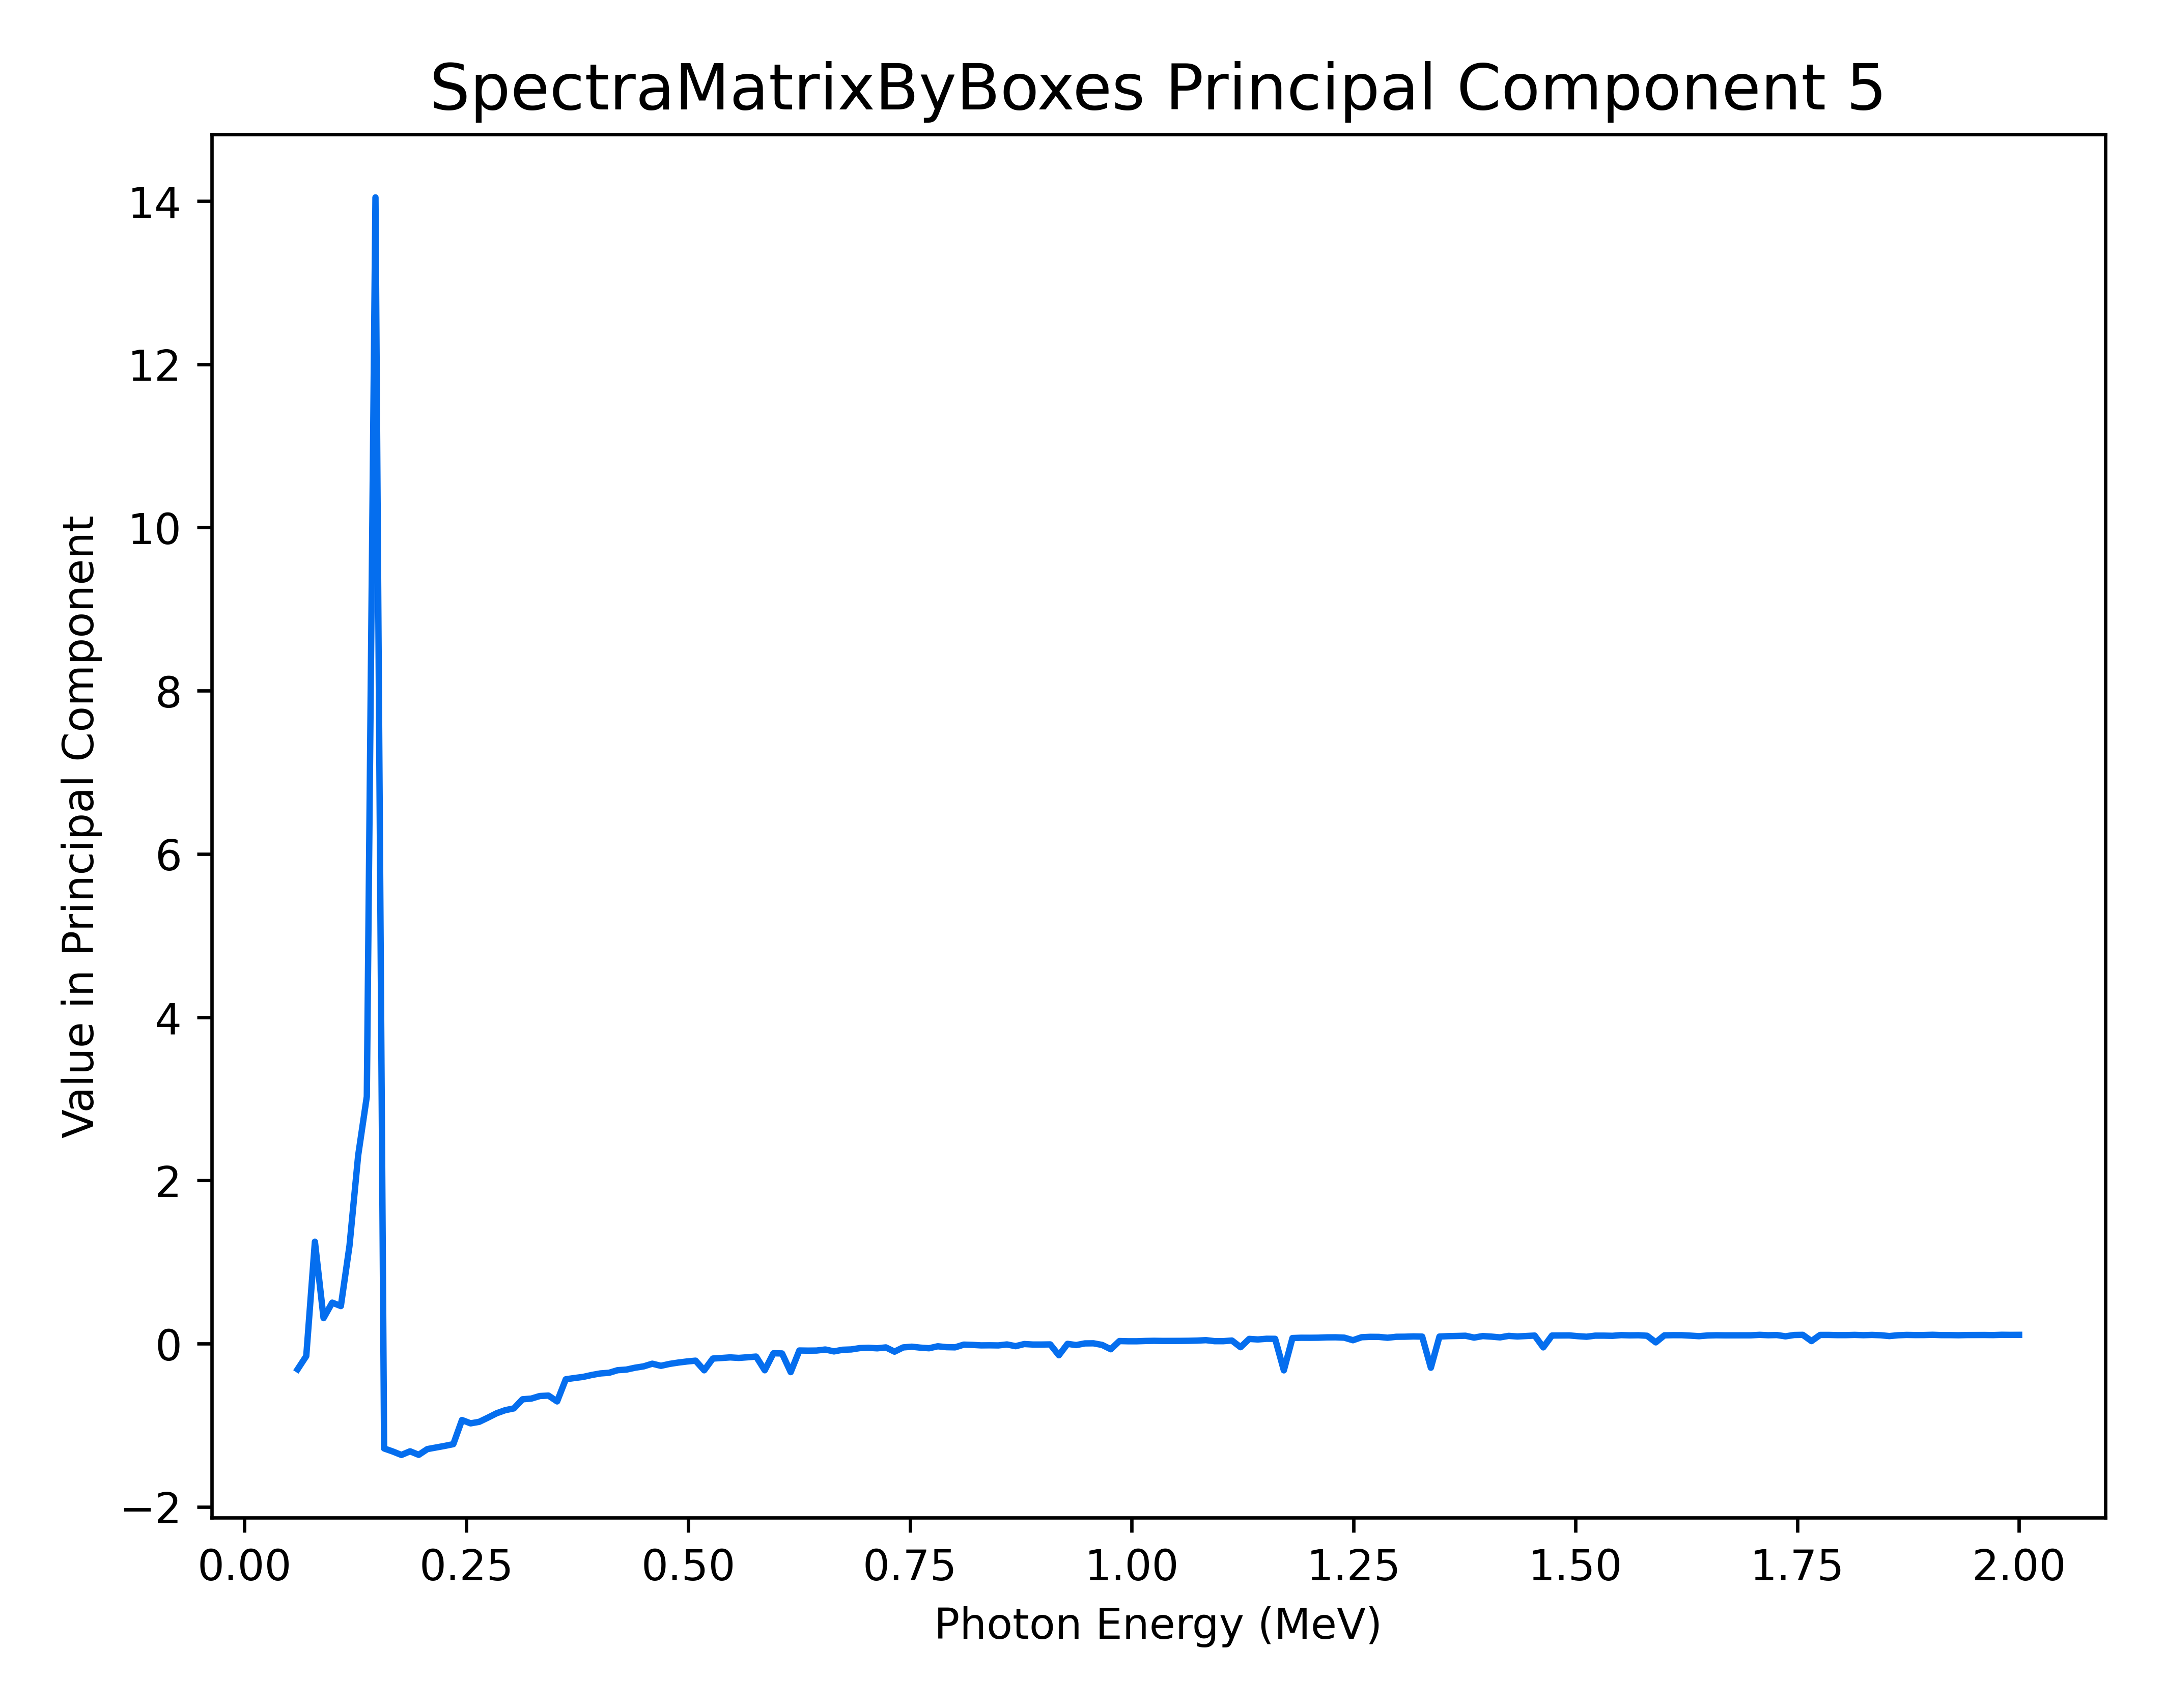 SpectraMatrixByBoxes Principal Component 5
Value in Principal Component
14
12
10
8
6
4
2
0
−2
0.00 0.25 0.50 0.75 1.00 1.25 1.50 1.75 2.00
Photon Energy (MeV)